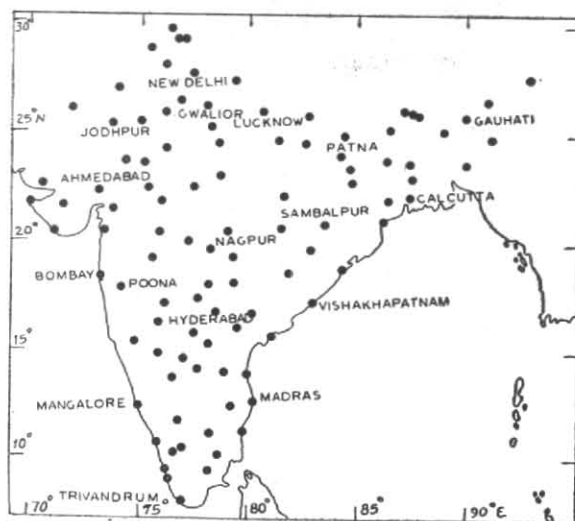 30
NEW DELHI
GWALIOR
LUCKNOW
25°N
GAUHATI
JODHPUR
PATNA
AHMEDABAD
CALCUTTA
SAMBALPUR
20°
NAGPUR
BOMBAY
POONA
VISHAKHAPATNAM
HYDERABAD
15°
MANGALORE
MADRAS
10°
TRIVANDRUM
70°
75
80
85
90°E